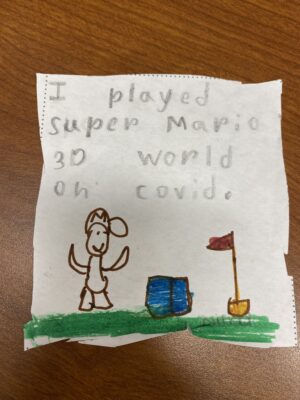 I played
Super Mario
3D world
on covid.